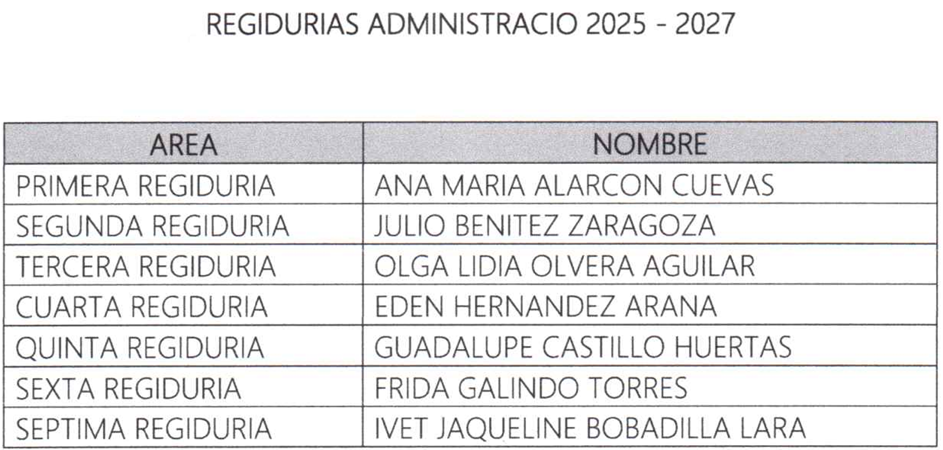 REGIDURIAS ADMINISTRACIO 2025 - 2027
AREA NOMBRE
PRIMERA REGIDURIA ANA MARIA ALARCON CUEVAS
SEGUNDA REGIDURIA JULIO BENITEZ ZARAGOZA
TERCERA REGIDURIA OLGA LIDIA OLVERA AGUILAR
CUARTA REGIDURIA EDEN HERNANDEZ ARANA
QUINTA REGIDURIA GUADALUPE CASTILLO HUERTAS
SEXTA REGIDURIA FRIDA GALINDO TORRES
SEPTIMA REGIDURIA IVET JAQUELINE BOBADILLA LARA